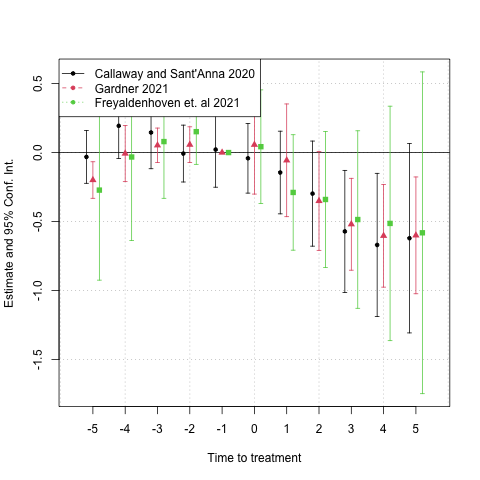 Callaway and Sant'Anna 2020
Gardner 2021
Freyaldenhoven et. al 2021
Estimate and 95% Conf. Int.
0.5
0.0
-0.5
-1.0
-1.5
-5 -4 -3 -2 -1 0 1 2 3 4 5
Time to treatment